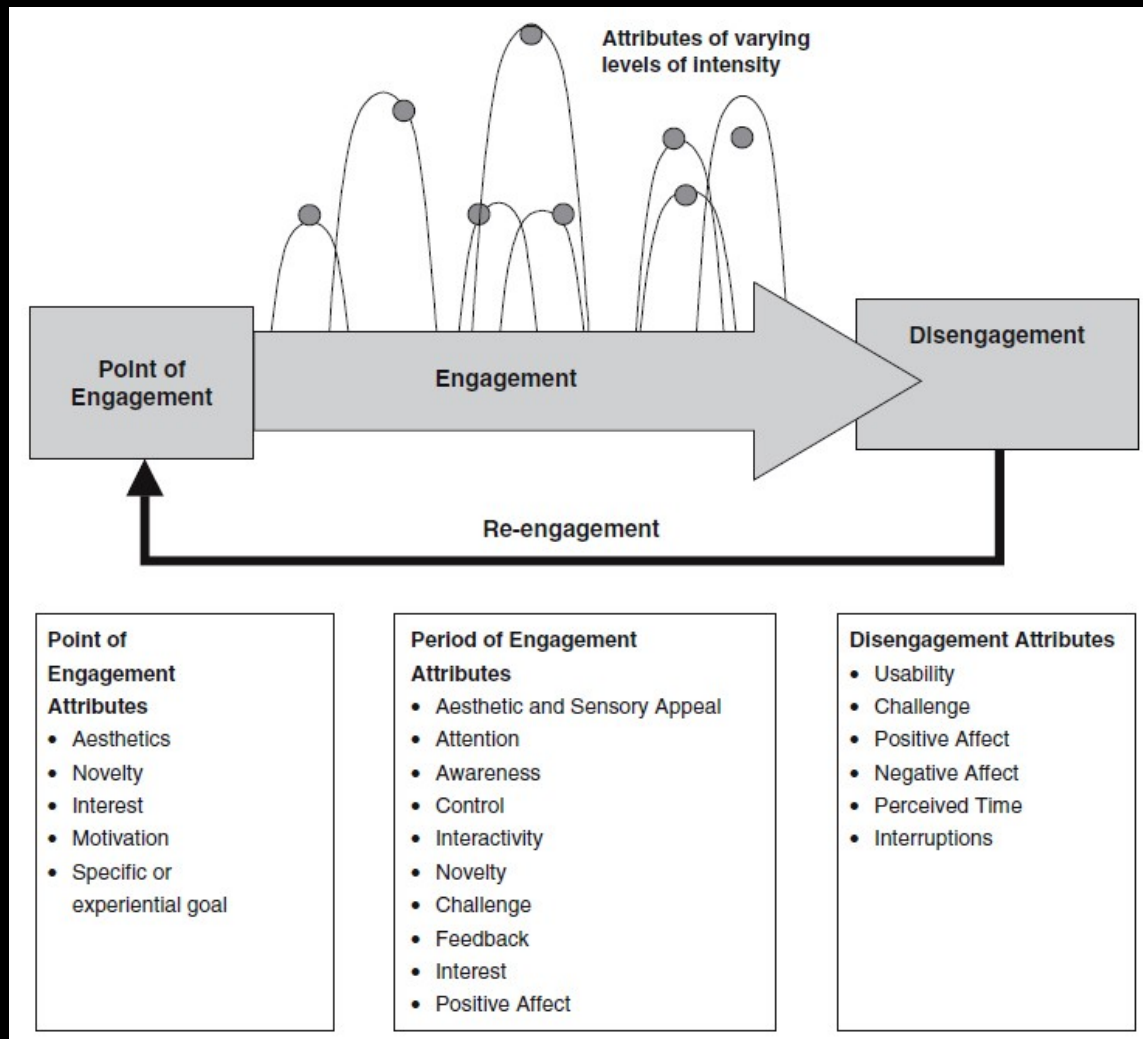 Attributes of varying
levels of intensity
Point of
Engagement
Engagement
Disengagement
Re-engagement
Point of
Engagement
Attributes
• Aesthetics
• Novelty
• Interest
• Motivation
• Specific or
experiential goal
Period of Engagement
Attributes
• Aesthetic and Sensory Appeal
• Attention
• Awareness
• Control
• Interactivity
• Novelty
• Challenge
• Feedback
• Interest
• Positive Affect
Disengagement Attributes
• Usability
• Challenge
• Positive Affect
• Negative Affect
• Perceived Time
• Interruptions